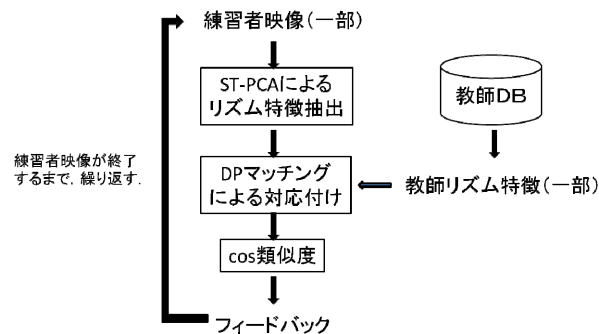 練習者映像(一部)
ST-PCAによる
リズム特徴抽出
教師DB
練習者映像が終了
するまで, 繰り返す.
DPマッチング
による対応付け
教師リズム特徴(一部)
cos類似度
フィードバック